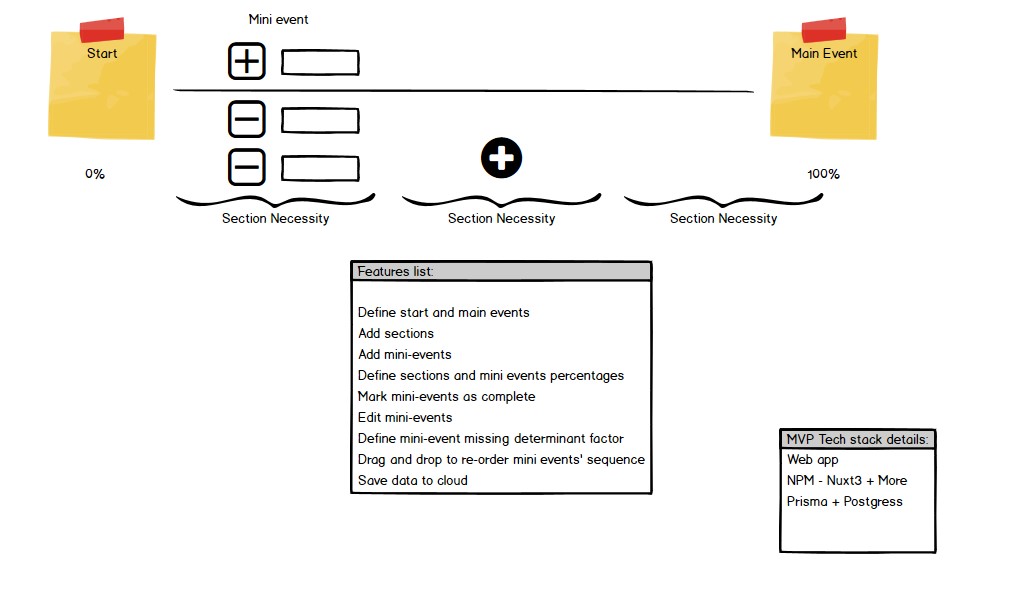 Mini event
Start
Main Event
0%
100%
Section Necessity
Section Necessity
Section Necessity
Features list:
Define start and main events
Add sections
Add mini-events
Define sections and mini events percentages
Mark mini-events as complete
Edit mini-events
Define mini-event missing determinant factor
Drag and drop to re-order mini events' sequence
Save data to cloud
MVP Tech stack details:
Web app
NPM - Nuxt3 + More
Prisma + Postgress